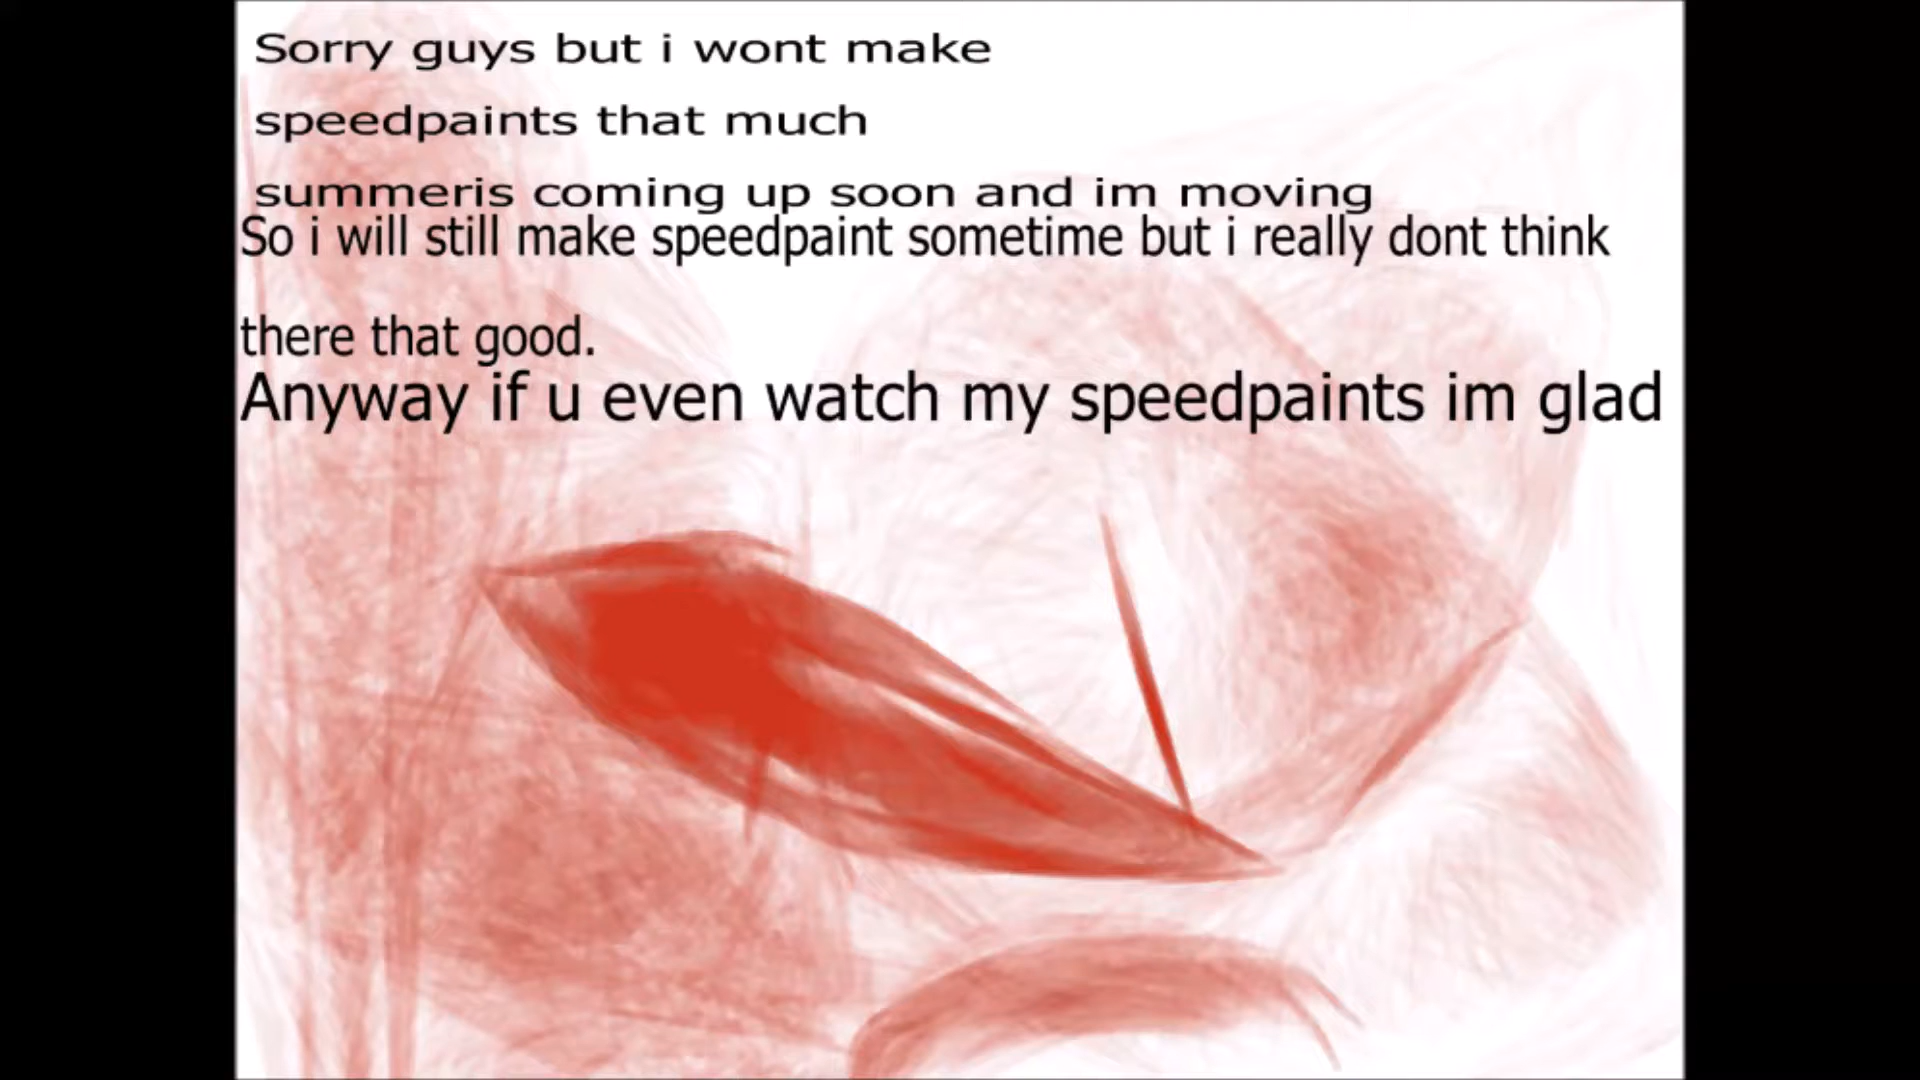 Sorry guys but i wont make
speedpaints that much
summeris coming up soon and im moving
So i will still make speedpaint sometime but i really dont think
there that good.
Anyway if u even watch my speedpaints im glad